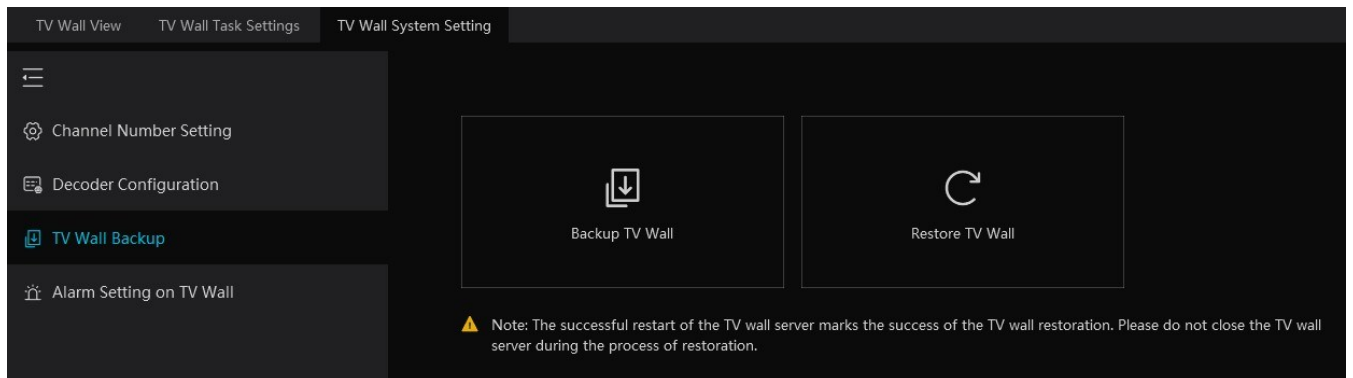 TV Wall View
TV Wall Task Settings
TV Wall System Setting
Channel Number Setting
Decoder Configuration
TV Wall Backup
Alarm Setting on TV Wall
Backup TV Wall
Restore TV Wall
Note: The successful restart of the TV wall server marks the success of the TV wall restoration. Please do not close the TV wall
server during the process of restoration.